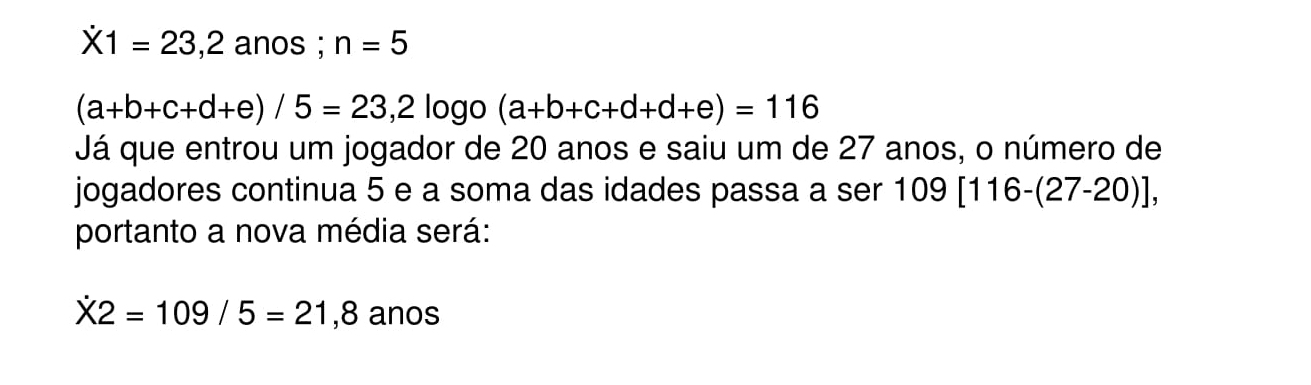 Ẋ1 = 23,2 anos ; n = 5
(a+b+c+d+e) / 5 = 23,2 logo (a+b+c+d+d+e) = 116
Já que entrou um jogador de 20 anos e saiu um de 27 anos, o número de
jogadores continua 5 e a soma das idades passa a ser 109 [116-(27-20)],
portanto a nova média será:
Ẋ2 = 109 / 5 = 21,8 anos